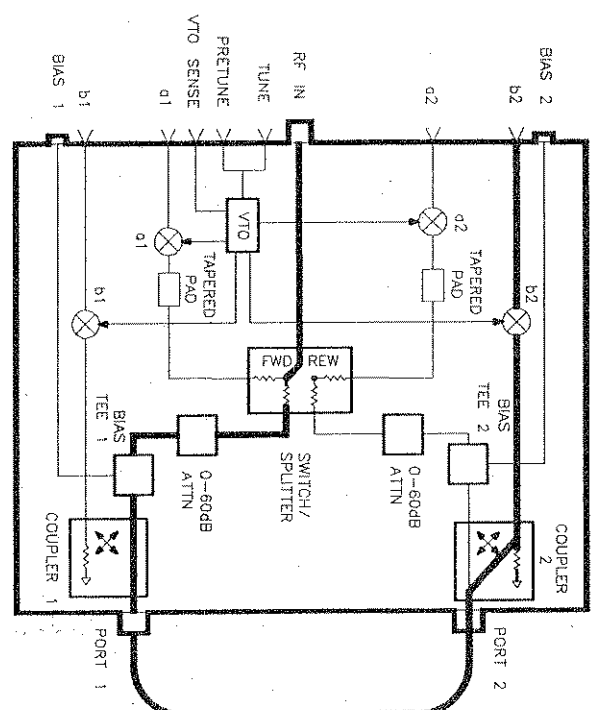 BIAS 1
b1
a1
VTO SENSE
PRETUNE
TUNE
RF IN
a2
b2
BIAS 2
VTO
a1
TAPERED
PAD
b1
a2
TAPERED
PAD
b2
FWD
REW
SWITCH/
SPLITTER
0-60dB
ATTN
0-60dB
ATTN
BIAS
TEE 1
BIAS
TEE 2
COUPLER
1
COUPLER
2
PORT 1
PORT 2